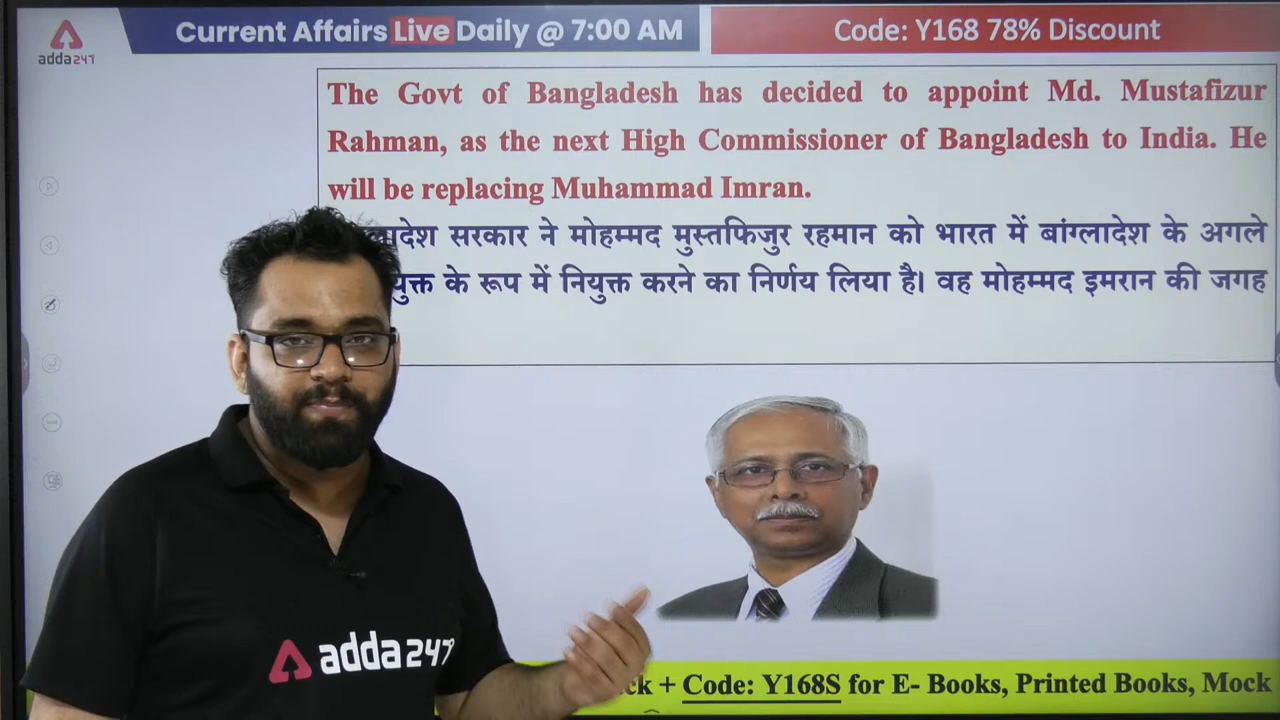 Current Affairs Live Daily @ 7:00 AM
Code: Y168 78% Discount
adda247
The Govt of Bangladesh has decided to appoint Md. Mustafizur
Rahman, as the next High Commissioner of Bangladesh to India. He
will be replacing Muhammad Imran.
सरकार ने मोहम्मद मुस्तफिजुर रहमान को भारत में बांग्लादेश के अगले
के रूप में नियुक्त करने का निर्णय लिया है। वह मोहम्मद इमरान की जगह
adda247
+ Code: Y168S for E- Books, Printed Books, Mock